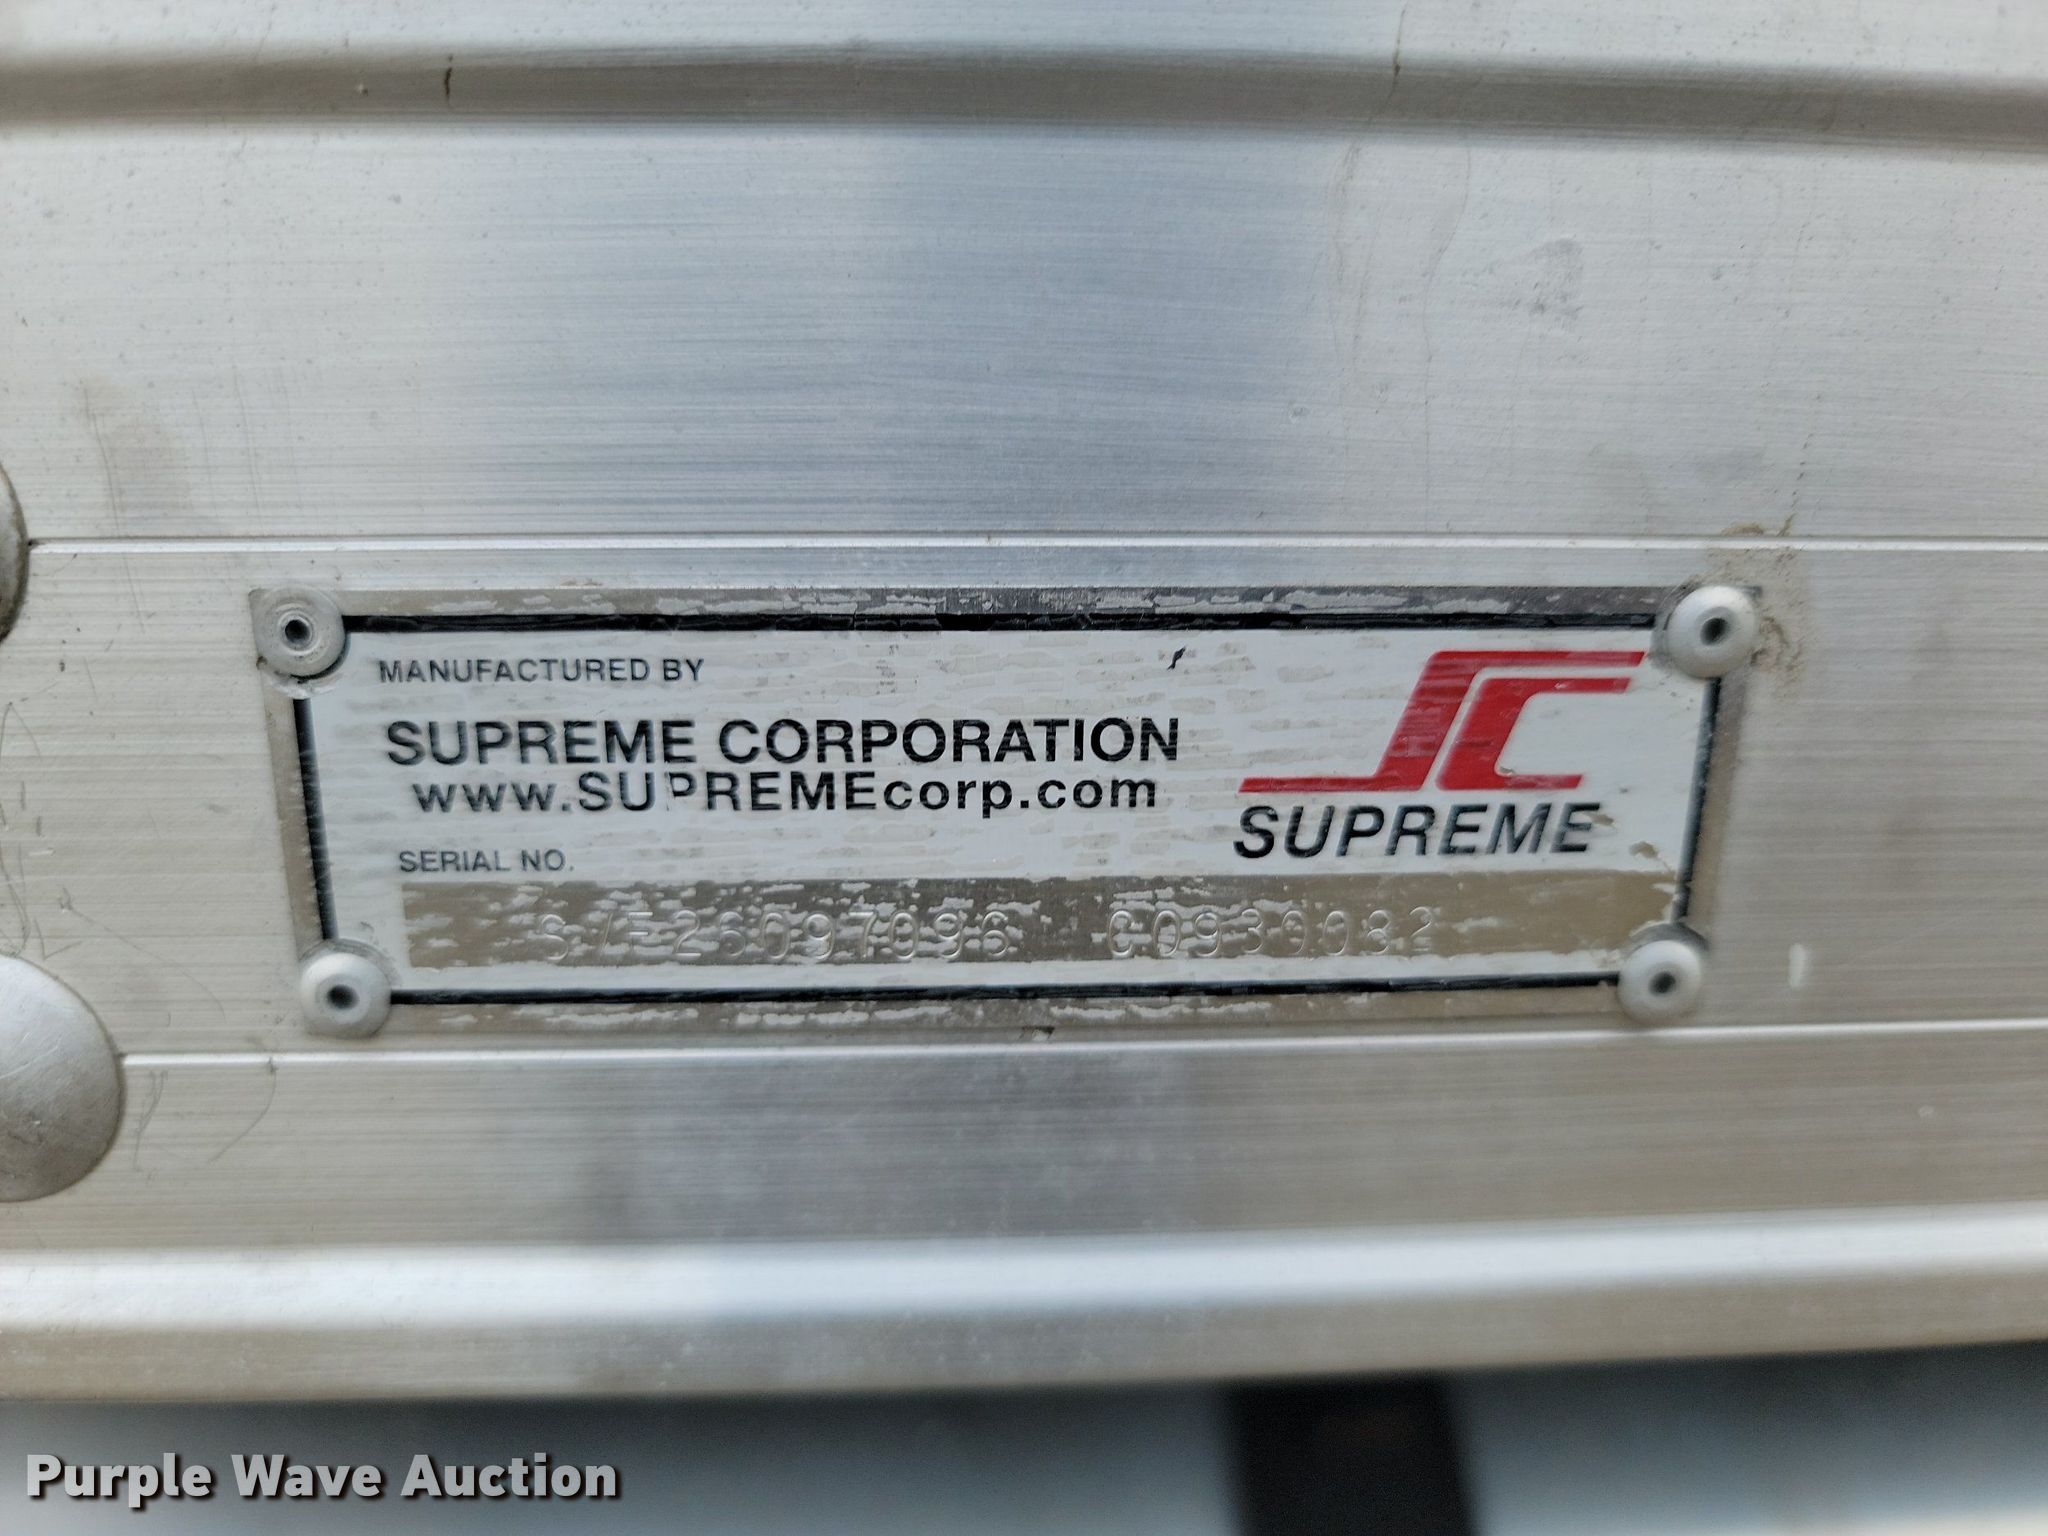 MANUFACTURED BY
SUPREME CORPORATION
www.SUPREMEcorp.com
SUPREME
SERIAL NO.
Purple Wave Auction